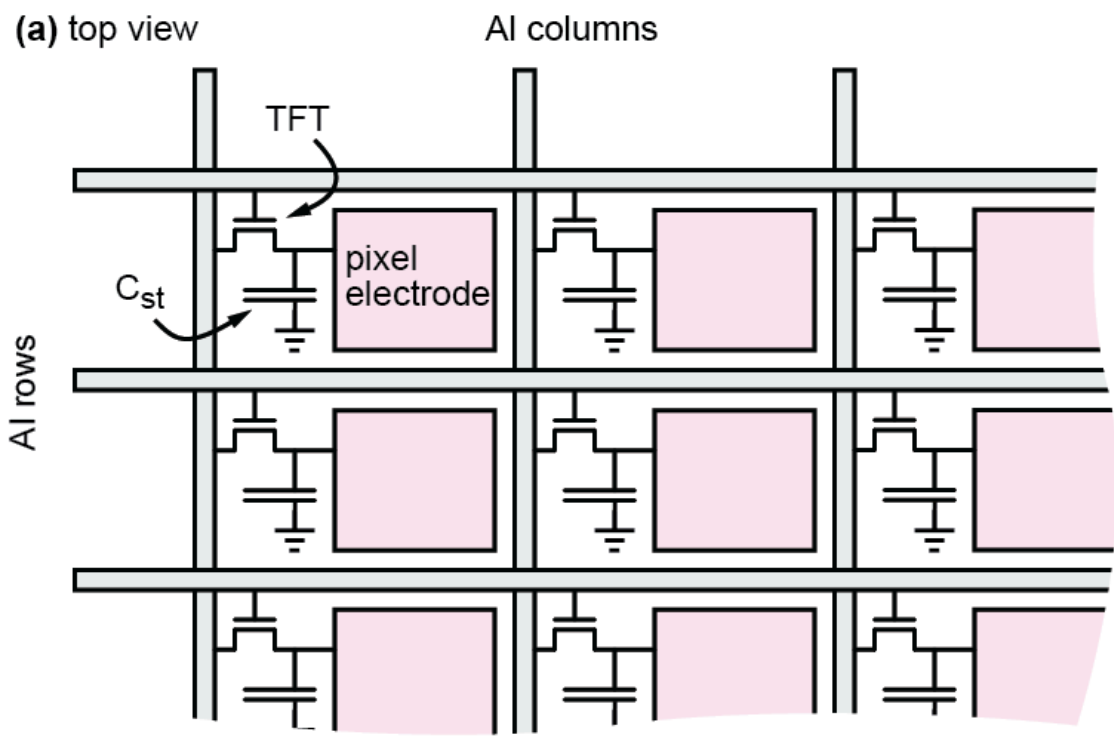 (a) top view
Al columns
TFT
pixel
electrode
Cst
Al rows